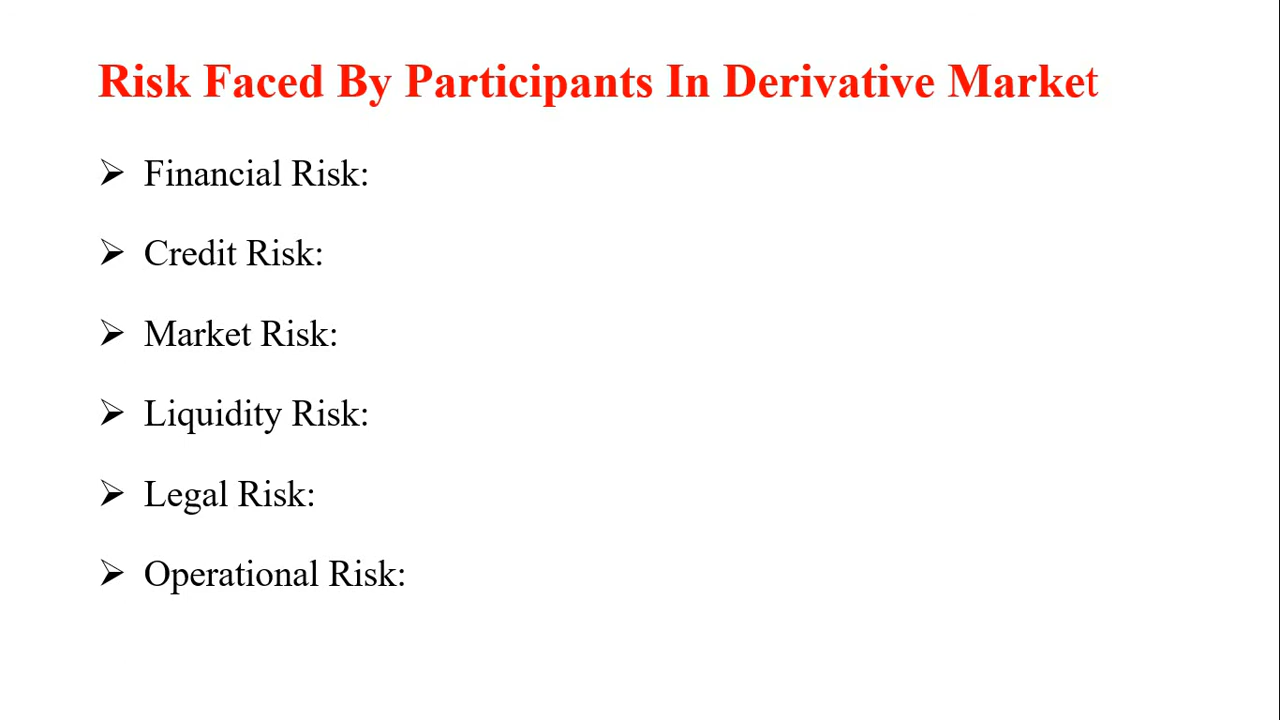 Risk Faced By Participants In Derivative Market
➢ Financial Risk:
➢ Credit Risk:
➢ Market Risk:
➢ Liquidity Risk:
➢ Legal Risk:
➢ Operational Risk: